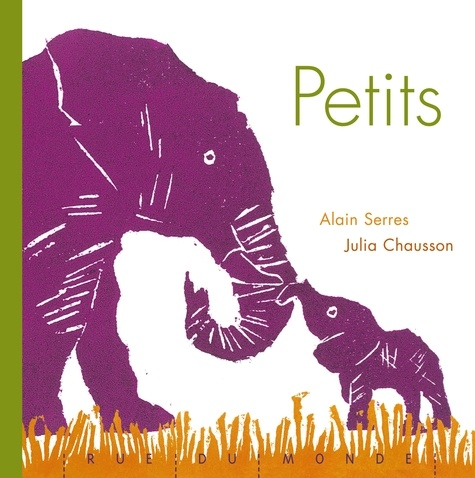 Petits
Alain Serres
Julia Chausson
RUE DU MONDE